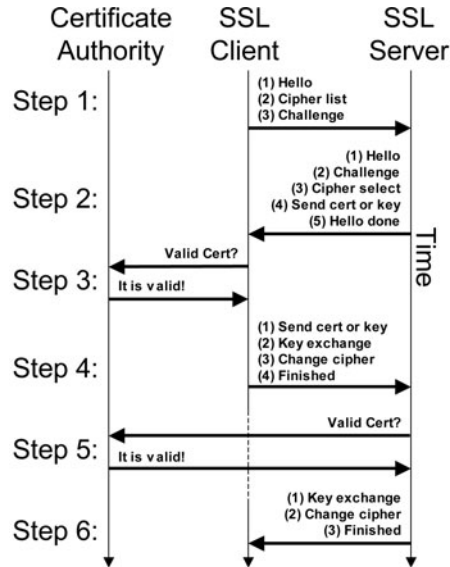 Certificate Authority
SSL Client
SSL Server
Step 1:
(1) Hello
(2) Cipher list
(3) Challenge
Step 2:
(1) Hello
(2) Challenge
(3) Cipher select
(4) Send cert or key
(5) Hello done
Time
Step 3:
Valid Cert?
It is valid!
Step 4:
(1) Send cert or key
(2) Key exchange
(3) Change cipher
(4) Finished
Step 5:
Valid Cert?
It is valid!
Step 6:
(1) Key exchange
(2) Change cipher
(3) Finished